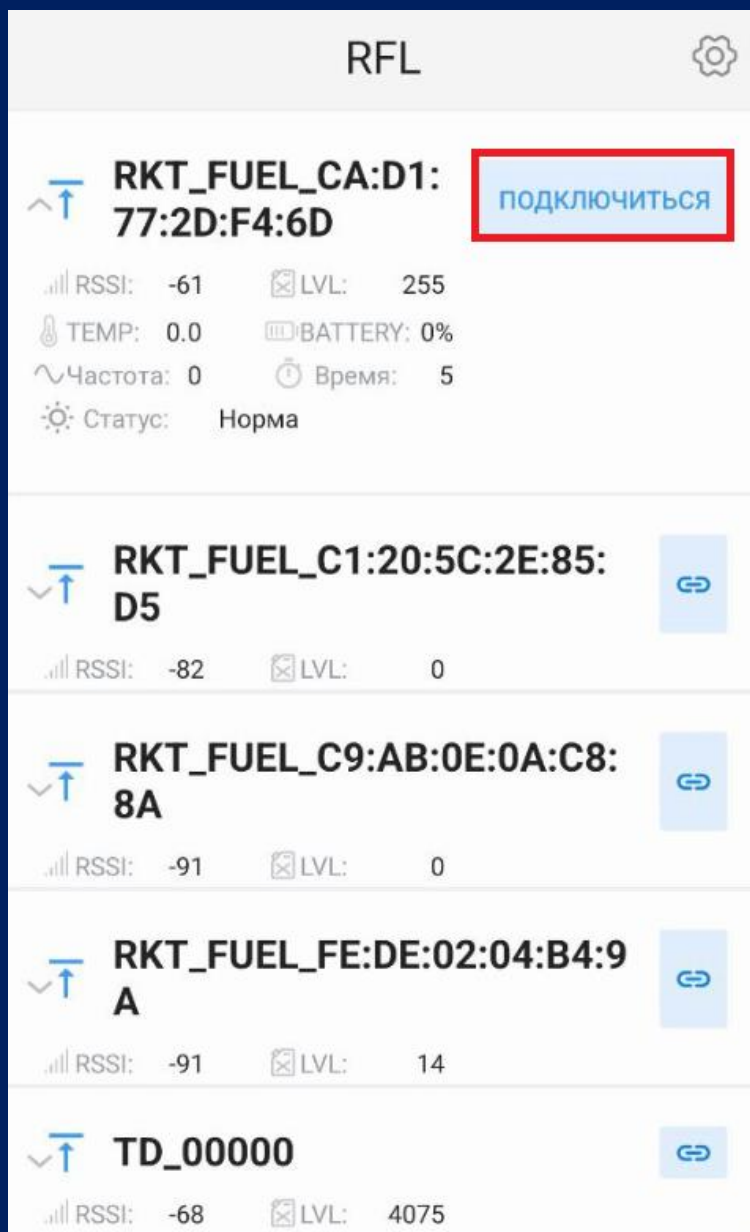 RFL
RKT_FUEL_CA:D1:
77:2D:F4:6D
ПОДКЛЮЧИТЬСЯ
RSSI: -61 LVL: 255
TEMP: 0.0 BATTERY: 0%
Частота: 0 Время: 5
Статус: Норма
RKT_FUEL_C1:20:5C:2E:85:
D5
RSSI: -82 LVL: 0
RKT_FUEL_C9:AB:0E:0A:C8:
8A
RSSI: -91 LVL: 0
RKT_FUEL_FE:DE:02:04:B4:9
A
RSSI: -91 LVL: 14
TD_00000
RSSI: -68 LVL: 4075